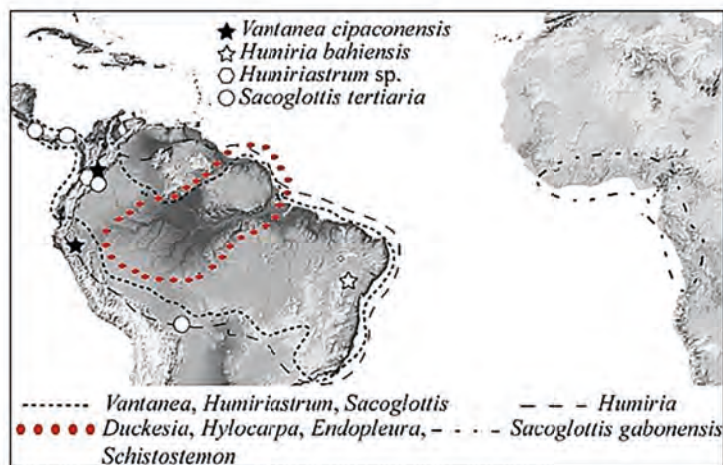 Vantanea cipaconensis
Humiria bahiensis
Humiriastrum sp.
Sacoglottis tertiaria
Vantanea, Humiriastrum, Sacoglottis
Humiria
Duckesia, Hylocarpa, Endopleura,
Schistostemon
Sacoglottis gabonensis